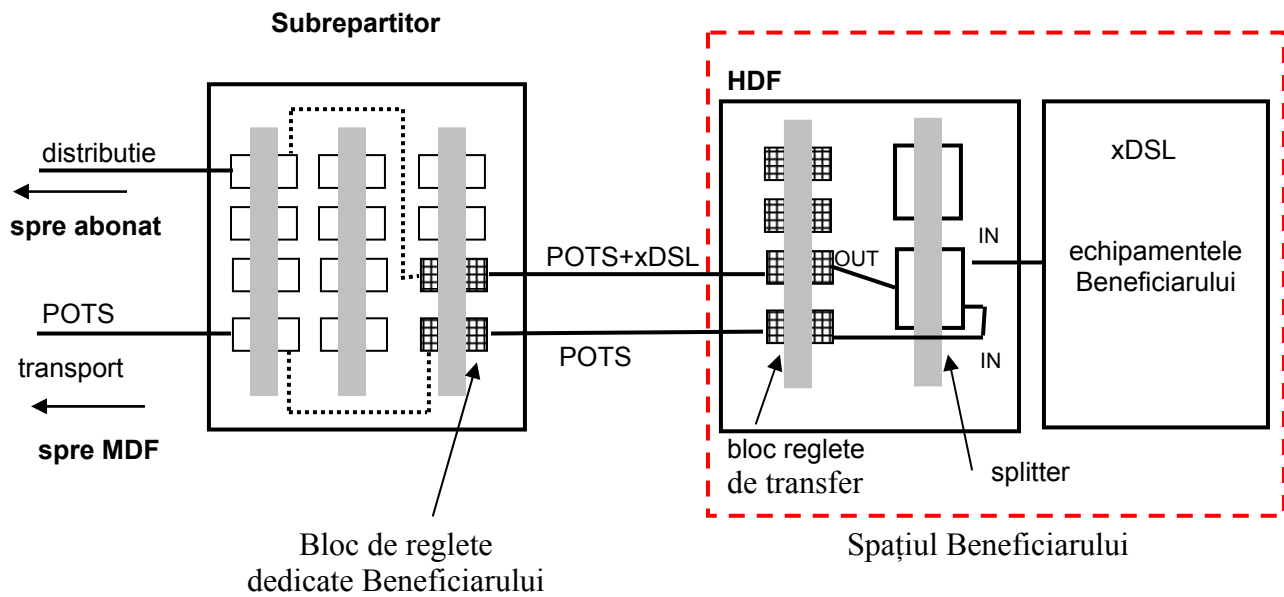 Subrepartitor
distributie
spre abonat
POTS
transport
spre MDF
POTS+xDSL
POTS
Bloc de reglete
dedicate Beneficiarului
HDF
OUT
IN
IN
bloc reglete
de transfer
splitter
xDSL
echipamentele
Beneficiarului
Spațiul Beneficiarului